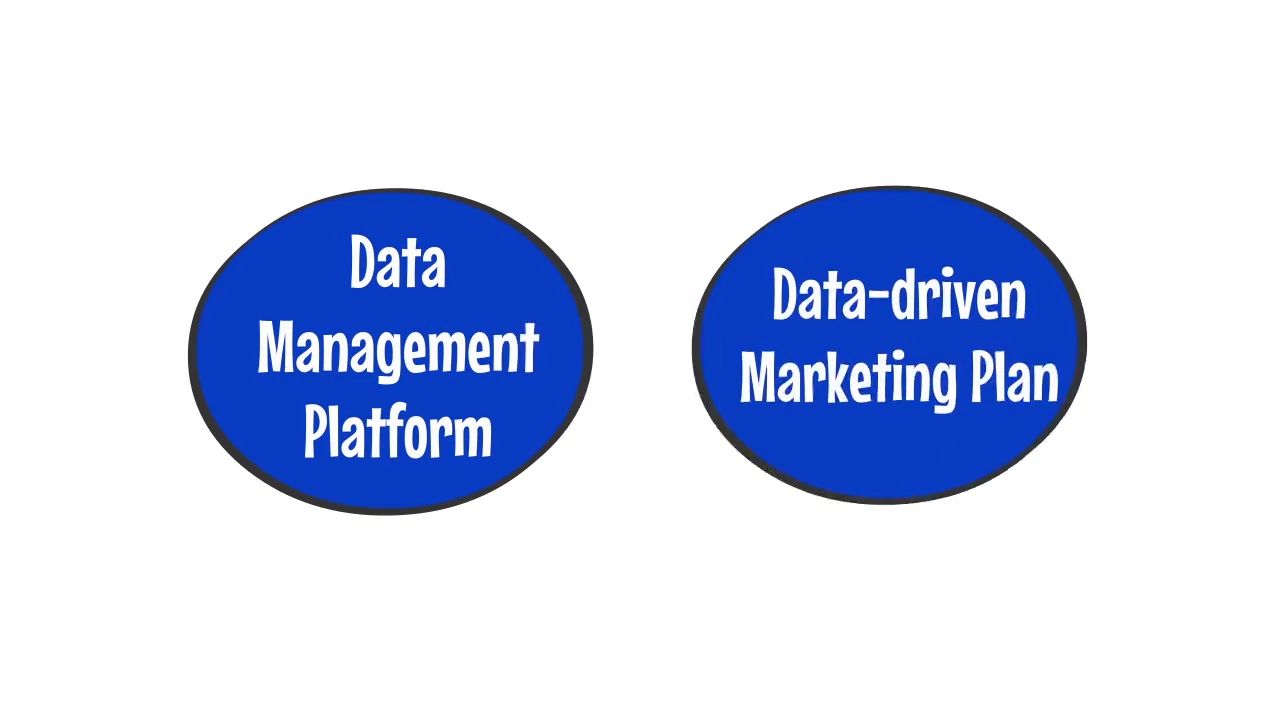 Data
Management
Platform
Data-driven
Marketing Plan